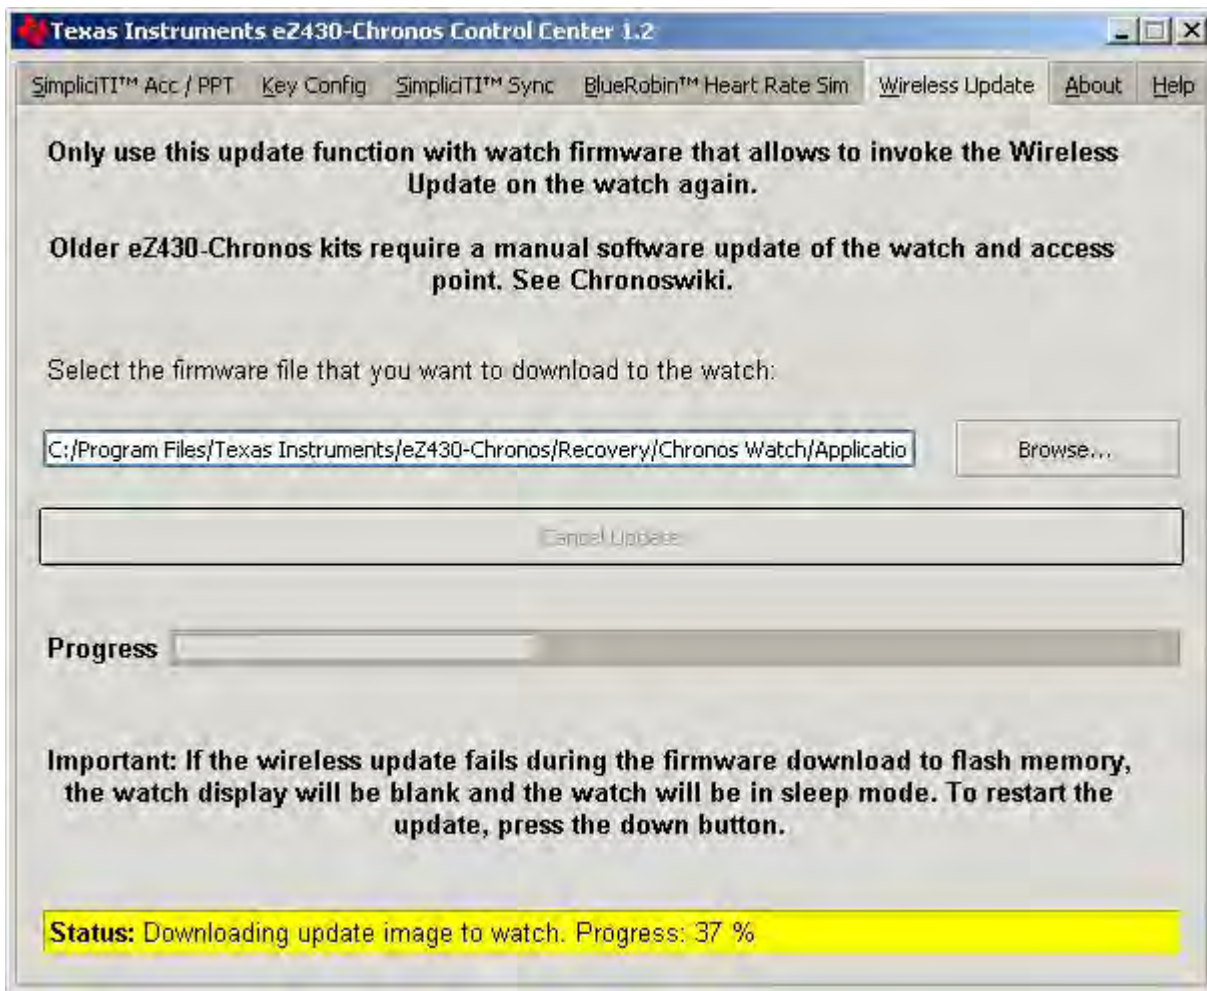 Texas Instruments eZ430-Chronos Control Center 1.2
SimpliciTI™ Acc / PPT Key Config SimpliciTI™ Sync BlueRobin™ Heart Rate Sim Wireless Update About Help
Only use this update function with watch firmware that allows to invoke the Wireless
Update on the watch again.
Older eZ430-Chronos kits require a manual software update of the watch and access
point. See Chronoswiki.
Select the firmware file that you want to download to the watch:
C:/Program Files/Texas Instruments/eZ430-Chronos/Recovery/Chronos Watch/Applicatio
Browse...
Cancel Update
Progress
Important: If the wireless update fails during the firmware download to flash memory,
the watch display will be blank and the watch will be in sleep mode. To restart the
update, press the down button.
Status: Downloading update image to watch. Progress: 37 %